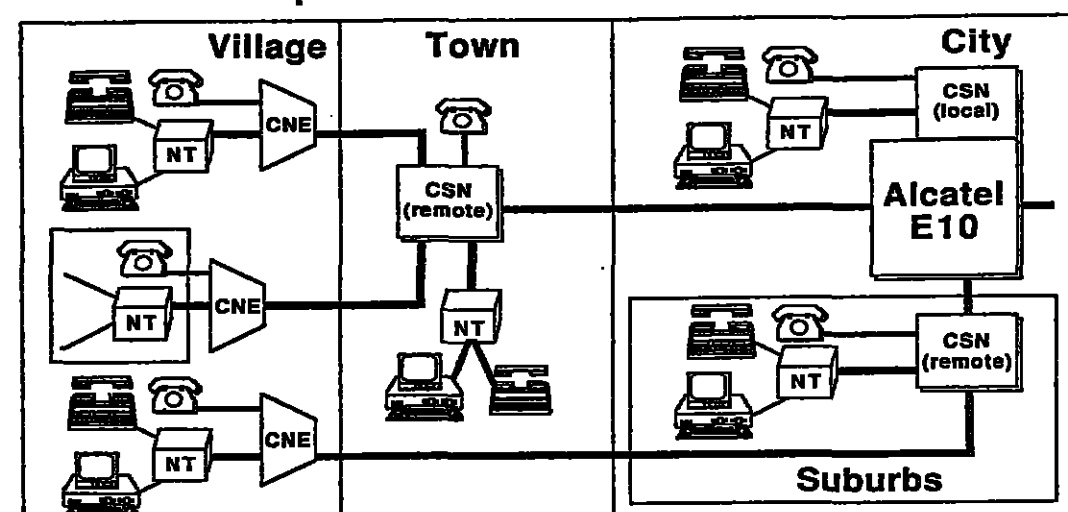 Village
Town
City
CNE
NT
CSN
(remote)
NT
CSN
(local)
Alcatel
E10
NT
CNE
NT
NT
CSN
(remote)
NT
CNE
Suburbs